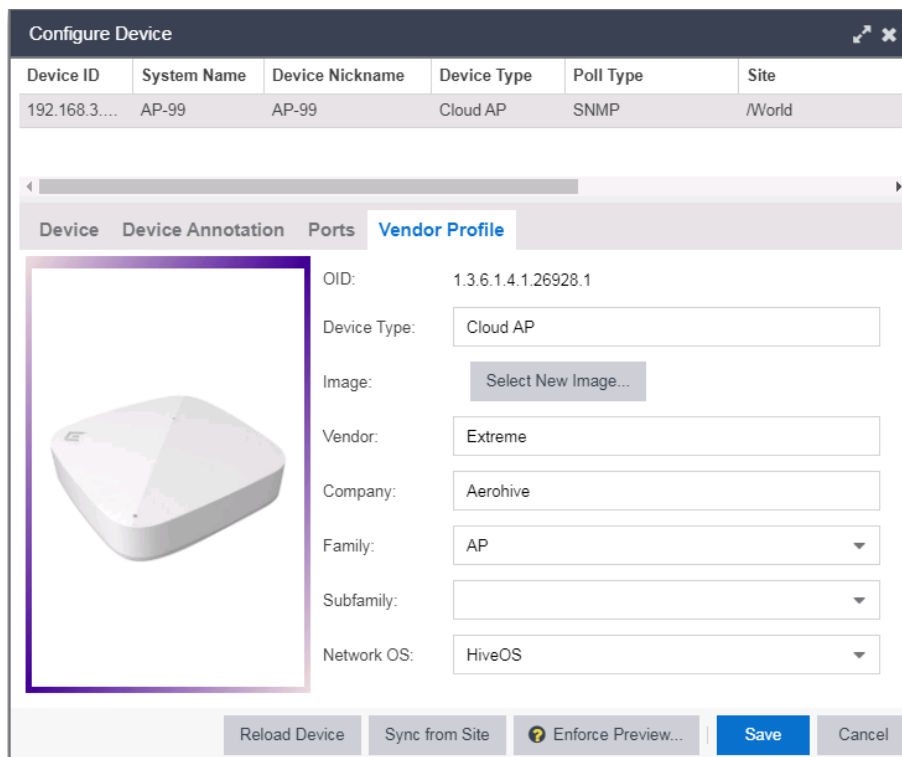 Configure Device
Device ID System Name Device Nickname Device Type Poll Type Site
192.168.3.... AP-99 AP-99 Cloud AP SNMP /World
Device Device Annotation Ports Vendor Profile
OID: 1.3.6.1.4.1.26928.1
Device Type: Cloud AP
Image: Select New Image...
Vendor: Extreme
Company: Aerohive
Family: AP
Subfamily:
Network OS: HiveOS
Reload Device Sync from Site Enforce Preview... Save Cancel